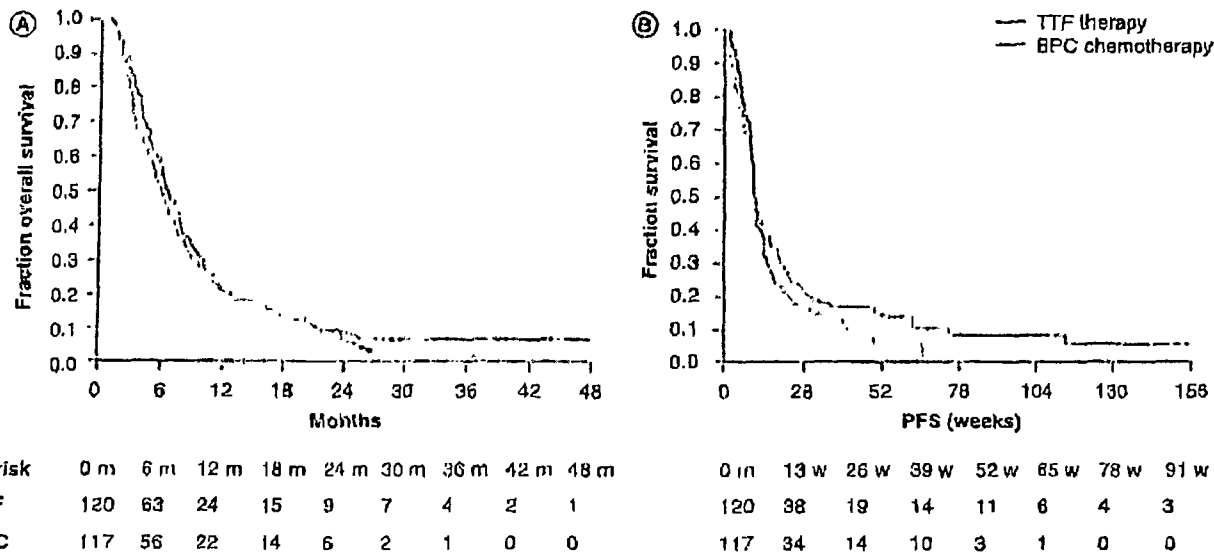 A
Fraction overall survival
1.0
0.9
0.8
0.7
0.6
0.5
0.4
0.3
0.2
0.1
0.0
0 6 12 18 24 30 36 42 48
Months
B
TTF therapy
BPC chemotherapy
Fraction survival
1.0
0.9
0.8
0.7
0.6
0.5
0.4
0.3
0.2
0.1
0.0
0 28 52 78 104 130 156
PFS (weeks)
risk 0 m 6 m 12 m 18 m 24 m 30 m 36 m 42 m 48 m
F 120 63 24 15 9 7 4 2 1
C 117 56 22 14 6 2 1 0 0
0 m 13 w 26 w 39 w 52 w 65 w 78 w 91 w
120 38 19 14 11 6 4 3
117 34 14 10 3 1 0 0